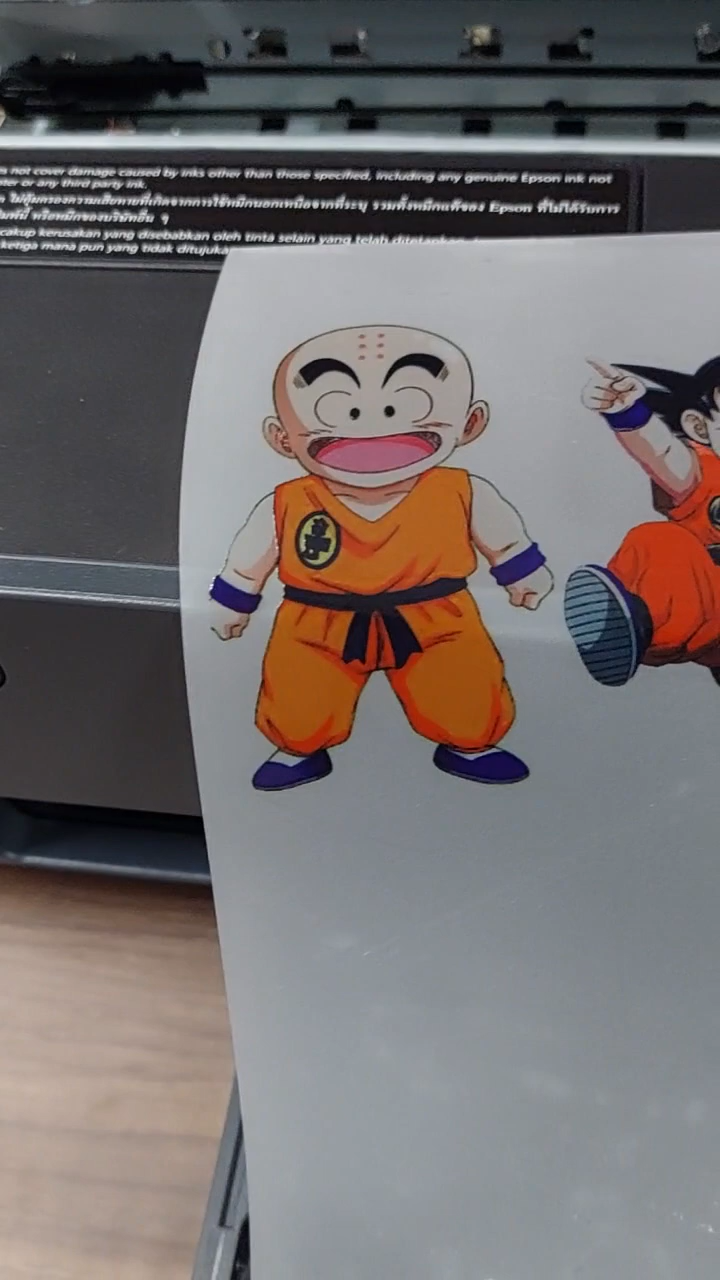 not cover damage caused by inks other than those specified, including any genuine Epson ink not
or any third party ink.
ไม่คุ้มครองความเสียหายที่เกิดจากการใช้หมึกนอกเหนือจากที่ระบุ รวมทั้งหมึกแท้ของ Epson ที่ไม่ได้รับการ
หรือหมึกของบริษัทอื่น ๆ
kerusakan yang disebabkan oleh tinta selain yang telah
ketiga mana pun yang tidak